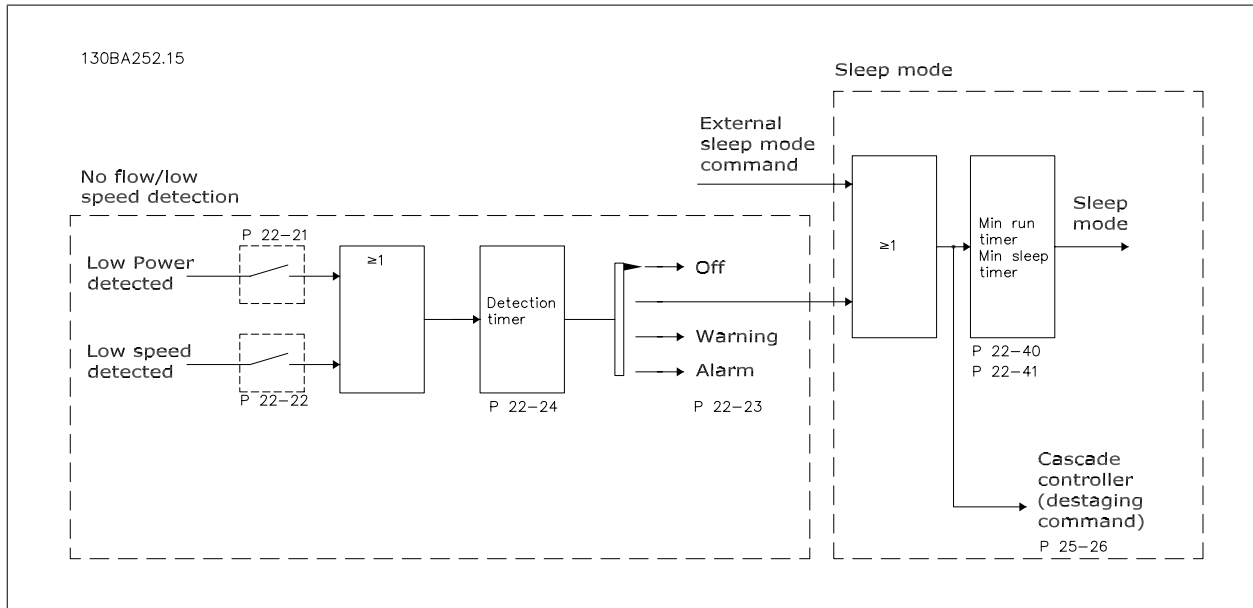 130BA252.15
Sleep mode
External
sleep mode
command
No flow/low
speed detection
P 22-21
Low Power
detected
≥1
Low speed
detected
P 22-22
Detection
timer
P 22-24
Off
Warning
Alarm
P 22-23
≥1
Min run
timer
Min sleep
timer
P 22-40
P 22-41
Sleep
mode
Cascade
controller
(destaging
command)
P 25-26